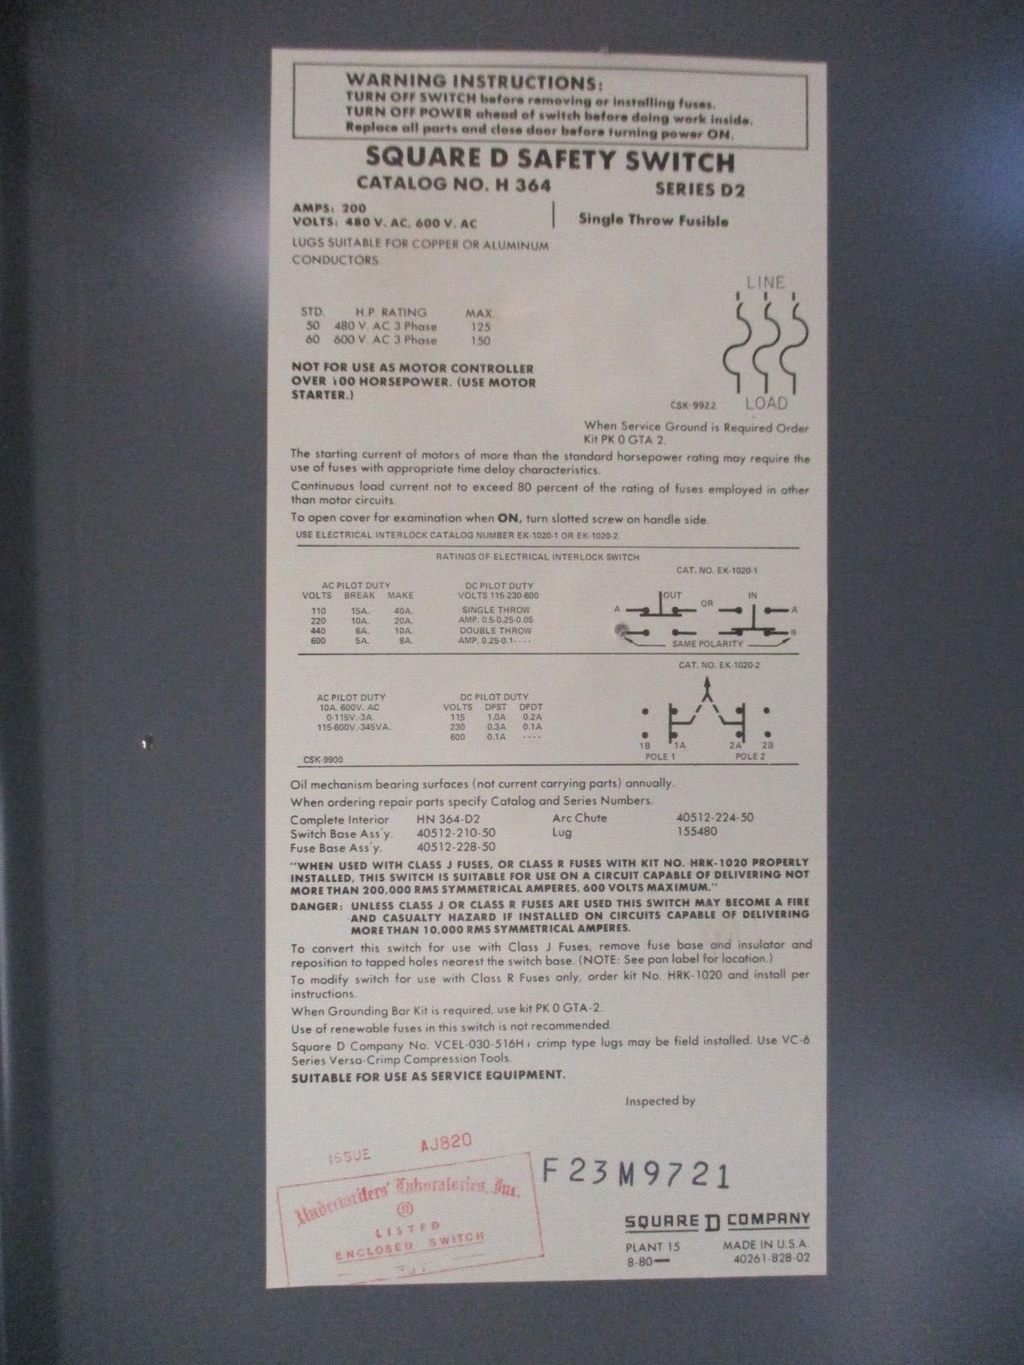 WARNING INSTRUCTIONS:
TURN OFF SWITCH before removing or installing fuses.
TURN OFF POWER ahead of switch before doing work inside.
Replace all parts and close door before turning power ON.
SQUARE D SAFETY SWITCH
CATALOG NO. H 364 SERIES D2
AMPS: 200
VOLTS: 480 V. AC, 600 V. AC
Single Throw Fusible
LUGS SUITABLE FOR COPPER OR ALUMINUM
CONDUCTORS
LINE
STD. H.P. RATING MAX.
50 480 V. AC 3 Phase 125
60 600 V. AC 3 Phase 150
NOT FOR USE AS MOTOR CONTROLLER
OVER 100 HORSEPOWER. (USE MOTOR
STARTER.)
CSK-9922 LOAD
When Service Ground is Required Order
Kit PK 0 GTA 2.
The starting current of motors of more than the standard horsepower rating may require the
use of fuses with appropriate time delay characteristics.
Continuous load current not to exceed 80 percent of the rating of fuses employed in other
than motor circuits.
To open cover for examination when ON, turn slotted screw on handle side.
USE ELECTRICAL INTERLOCK CATALOG NUMBER EK-1020-1 OR EK-1020-2.
RATINGS OF ELECTRICAL INTERLOCK SWITCH
CAT. NO. EK-1020-1
AC PILOT DUTY DC PILOT DUTY
VOLTS BREAK MAKE VOLTS 115-230-600
110 15A. 40A. SINGLE THROW
220 10A. 20A. AMP. 0.5-0.25-0.05
440 6A. 10A. DOUBLE THROW
600 5A. 8A. AMP. 0.25-0.1----
OUT OR IN
A A
B
SAME POLARITY
CAT. NO. EK-1020-2
AC PILOT DUTY DC PILOT DUTY
10A. 600V. AC VOLTS DPST DPDT
0-115V.-3A. 115 1.0A 0.2A
115-600V.-345VA. 230 0.3A 0.1A
600 0.1A ----
1B 1A 2A 2B
POLE 1 POLE 2
CSK-9900
Oil mechanism bearing surfaces (not current carrying parts) annually.
When ordering repair parts specify Catalog and Series Numbers.
Complete Interior HN 364-D2 Arc Chute 40512-224-50
Switch Base Ass'y. 40512-210-50 Lug 155480
Fuse Base Ass'y. 40512-228-50
"WHEN USED WITH CLASS J FUSES, OR CLASS R FUSES WITH KIT NO. HRK-1020 PROPERLY
INSTALLED, THIS SWITCH IS SUITABLE FOR USE ON A CIRCUIT CAPABLE OF DELIVERING NOT
MORE THAN 200,000 RMS SYMMETRICAL AMPERES, 600 VOLTS MAXIMUM."
DANGER: UNLESS CLASS J OR CLASS R FUSES ARE USED THIS SWITCH MAY BECOME A FIRE
AND CASUALTY HAZARD IF INSTALLED ON CIRCUITS CAPABLE OF DELIVERING
MORE THAN 10,000 RMS SYMMETRICAL AMPERES.
To convert this switch for use with Class J Fuses, remove fuse base and insulator and
reposition to tapped holes nearest the switch base. (NOTE: See pan label for location.)
To modify switch for use with Class R Fuses only, order kit No. HRK-1020 and install per
instructions.
When Grounding Bar Kit is required, use kit PK 0 GTA-2.
Use of renewable fuses in this switch is not recommended.
Square D Company No. VCEL-030-516H1 crimp type lugs may be field installed. Use VC-6
Series Versa-Crimp Compression Tools.
SUITABLE FOR USE AS SERVICE EQUIPMENT.
Inspected by
ISSUE AJ820
Underwriters' Laboratories, Inc.
®
LISTED
ENCLOSED SWITCH
F23M9721
SQUARE D COMPANY
PLANT 15 MADE IN U.S.A.
8-80— 40261-828-02